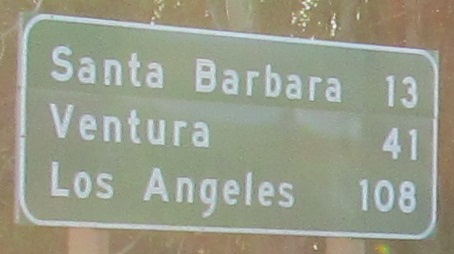 Santa Barbara 13
Ventura 41
Los Angeles 108